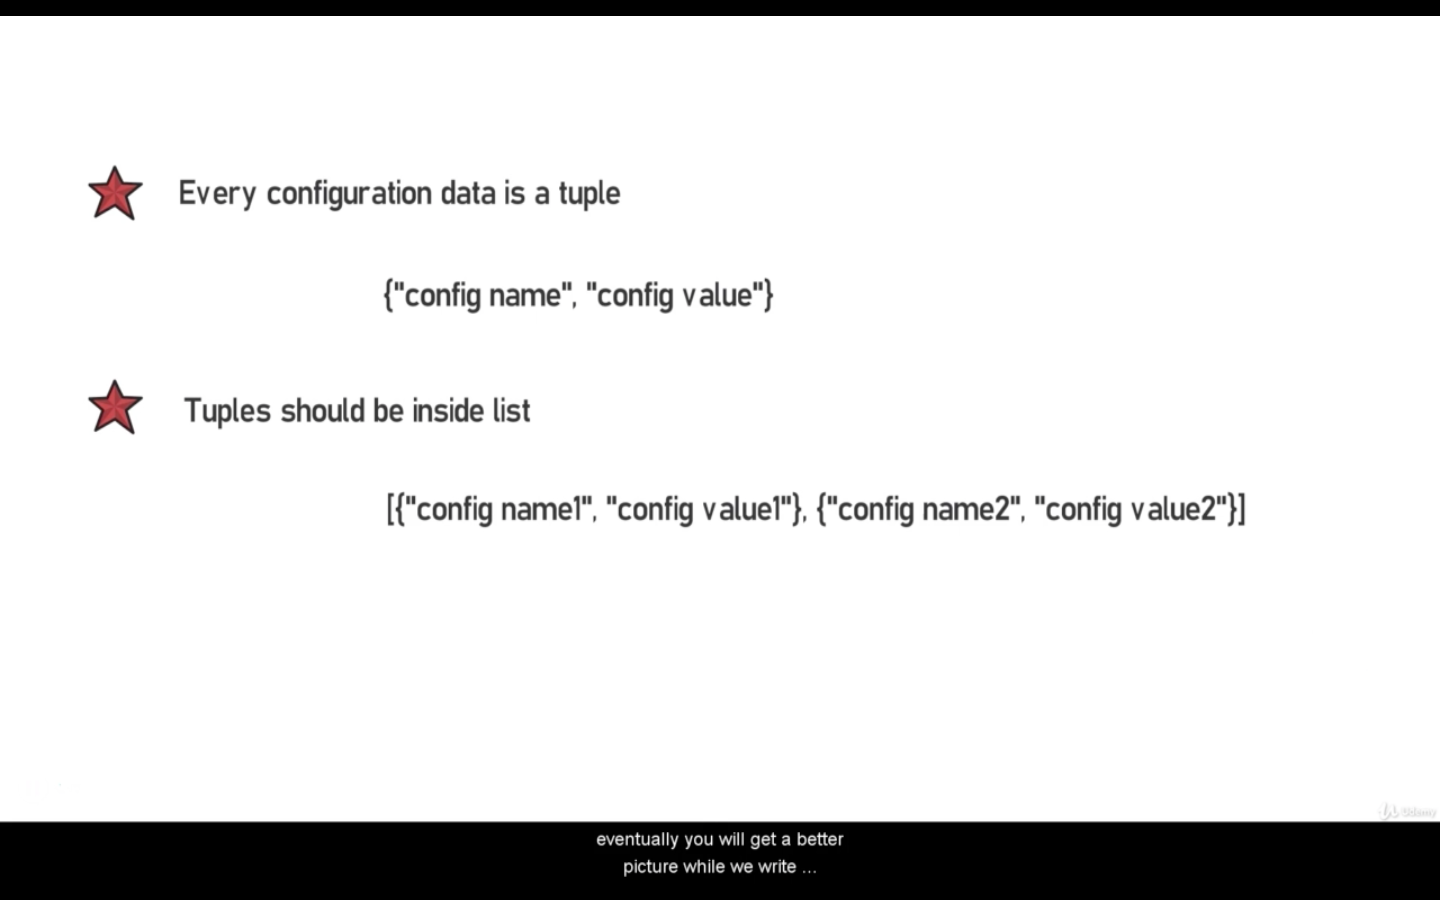 Every configuration data is a tuple
{"config name", "config value"}
Tuples should be inside list
[{"config name1", "config value1"}, {"config name2", "config value2"}]
Udemy
eventually you will get a better
picture while we write ...